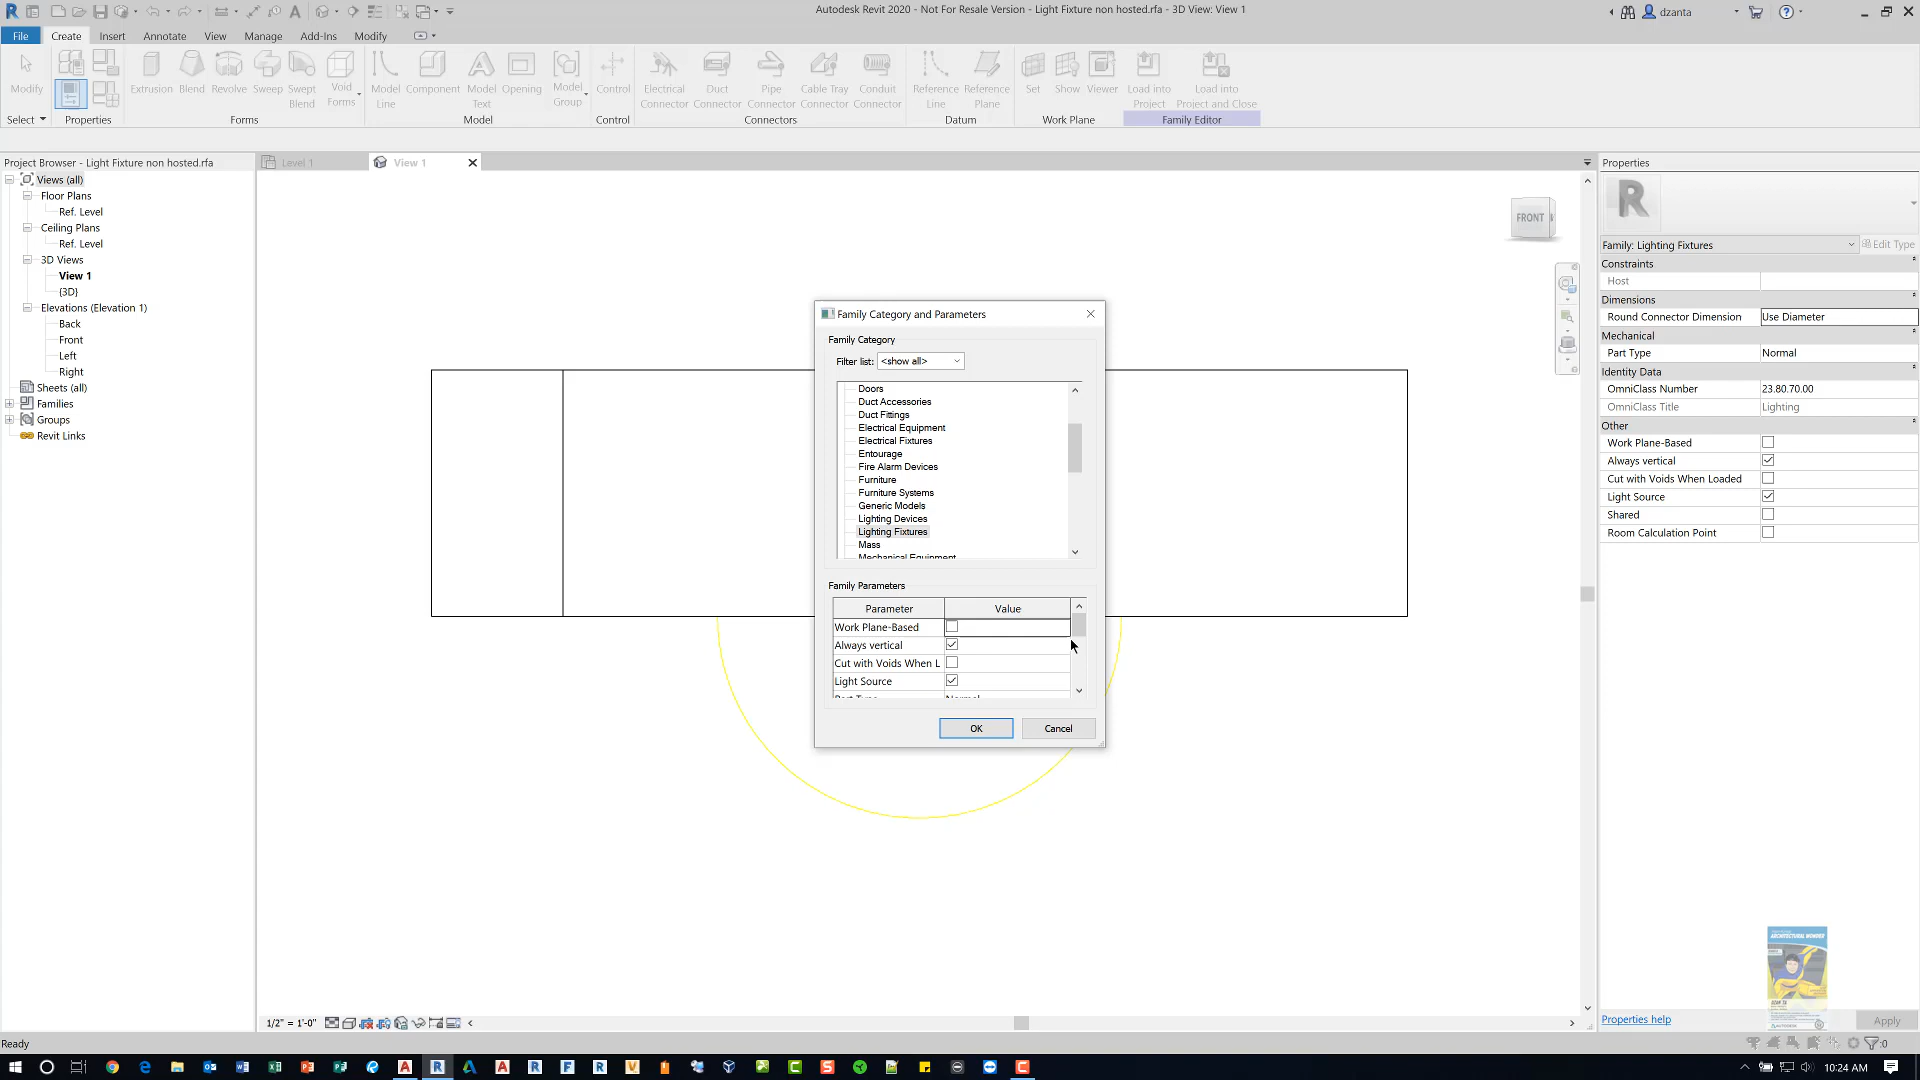 Autodesk Revit 2020 - Not For Resale Version - Light Fixture non hosted.rfa - 3D View: View 1
dzanta
File Create Insert Annotate View Manage Add-Ins Modify
Modify Extrusion Blend Revolve Sweep Swept Blend Void Forms Model Line Component Model Text Opening Model Group Control Electrical Connector Duct Connector Pipe Connector Cable Tray Connector Conduit Connector Reference Line Reference Plane Set Show Viewer Load into Project Load into Project and Close
Select Properties Forms Model Control Connectors Datum Work Plane Family Editor
Project Browser - Light Fixture non hosted.rfa
Views (all)
Floor Plans
Ref. Level
Ceiling Plans
Ref. Level
3D Views
View 1
{3D}
Elevations (Elevation 1)
Back
Front
Left
Right
Sheets (all)
Families
Groups
Revit Links
Level 1
View 1
FRONT
Family Category and Parameters
Family Category
Filter list: <show all>
Doors
Duct Accessories
Duct Fittings
Electrical Equipment
Electrical Fixtures
Entourage
Fire Alarm Devices
Furniture
Furniture Systems
Generic Models
Lighting Devices
Lighting Fixtures
Mass
Mechanical Equipment
Family Parameters
Parameter Value
Work Plane-Based
Always vertical
Cut with Voids When L
Light Source
Part Type Normal
OK Cancel
Properties
R
Family: Lighting Fixtures Edit Type
Constraints
Host
Dimensions
Round Connector Dimension Use Diameter
Mechanical
Part Type Normal
Identity Data
OmniClass Number 23.80.70.00
OmniClass Title Lighting
Other
Work Plane-Based
Always vertical
Cut with Voids When Loaded
Light Source
Shared
Room Calculation Point
ARCHITECTURAL WONDER
AUTODESK
Properties help Apply
1/2" = 1'-0"
Ready
:0
10:24 AM